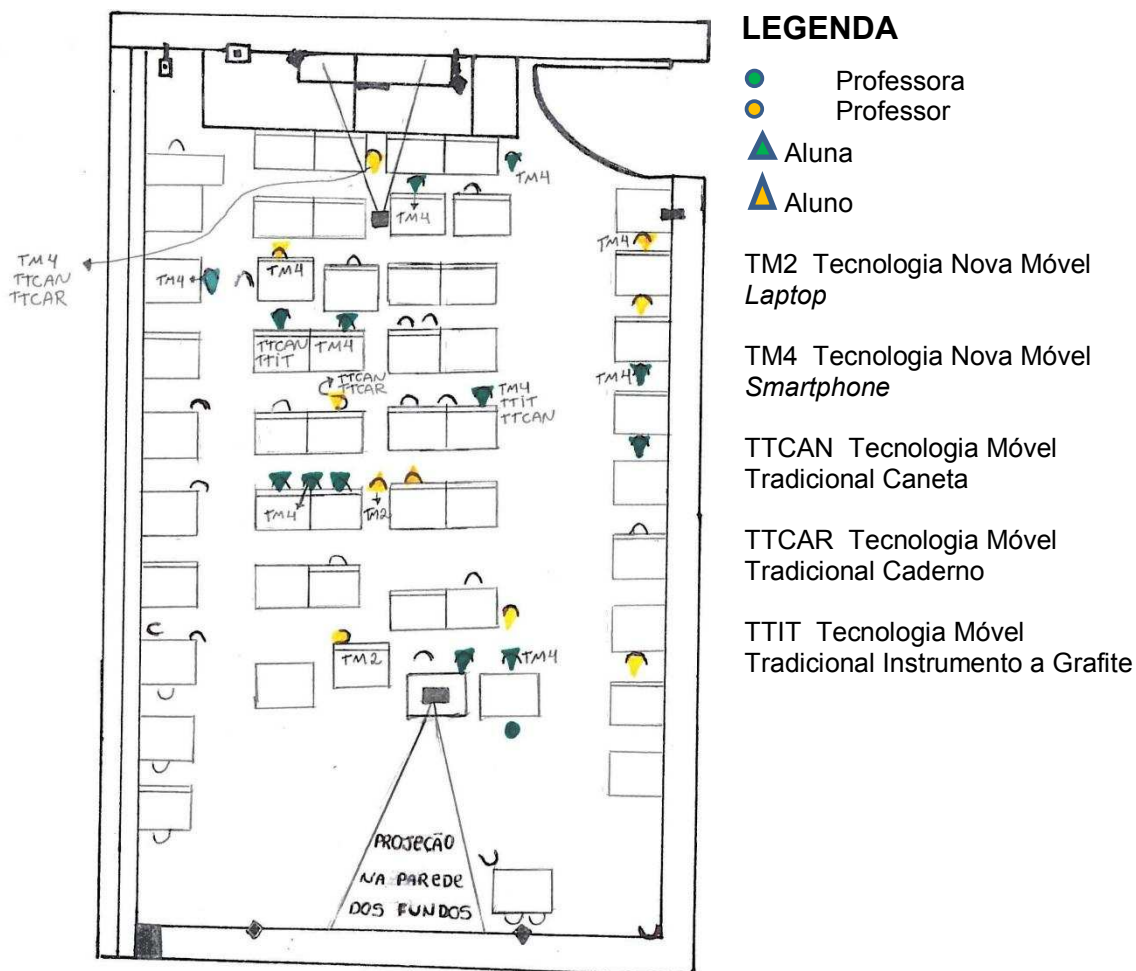 LEGENDA
Professora
Professor
Aluna
Aluno
TM2 Tecnologia Nova Móvel
Laptop
TM4 Tecnologia Nova Móvel
Smartphone
TTCAN Tecnologia Móvel
Tradicional Caneta
TTCAR Tecnologia Móvel
Tradicional Caderno
TTIT Tecnologia Móvel
Tradicional Instrumento a Grafite
TM4
TM4
TM4
TM4
TTCAN
TTCAR
TM4
TM4
TTCAN
TTIT
TM4
TM4
TTCAN
TTCAR
TM4
TTIT
TTCAN
TM4
TM2
TM2
TM4
PROJEÇÃO
NA PAREDE
DOS FUNDOS